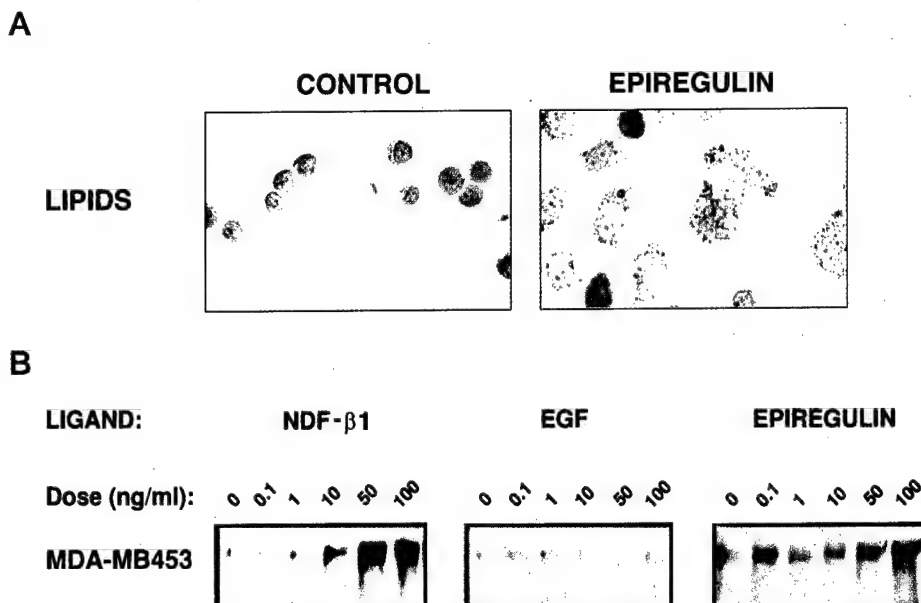 A
CONTROL EPIREGULIN
LIPIDS
B
LIGAND: NDF-β1 EGF EPIREGULIN
Dose (ng/ml): 0 0.1 1 10 50 100 0 0.1 1 10 50 100 0 0.1 1 10 50 100
MDA-MB453